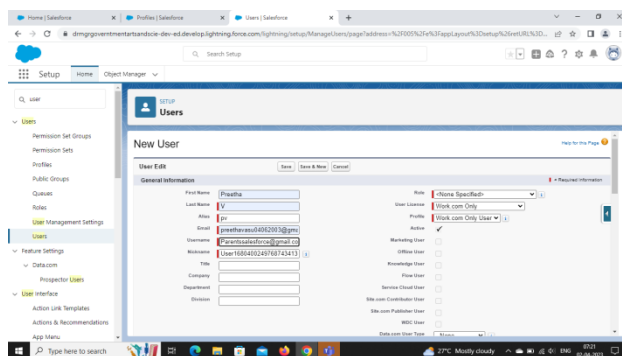 Home | Salesforce
Profiles | Salesforce
Users | Salesforce
drmgrgovernmentartsandscie-dev-ed.develop.lightning.force.com/lightning/setup/ManageUsers/page?address=%2F005%2Fe%3FappLayout%3Dsetup%26retURL%3D...
Search Setup
Setup Home Object Manager
user
SETUP
Users
Users
Permission Set Groups
Permission Sets
Profiles
Public Groups
Queues
Roles
User Management Settings
Users
Feature Settings
Data.com
Prospector Users
User Interface
Action Link Templates
Actions & Recommendations
App Menu
New User
Help for this Page
User Edit Save Save & New Cancel
General Information = Required Information
First Name Preetha Role <None Specified>
Last Name V User License Work.com Only
Alias pv Profile Work.com Only User
Email preethavasu04062003@gma Active
Username Parentssalesforce@gmail.co Marketing User
Nickname User1680400249768743413 Offline User
Title Knowledge User
Company Flow User
Department Service Cloud User
Division Site.com Contributor User
Site.com Publisher User
WDC User
Data.com User Type --None--
Type here to search
27°C Mostly cloudy
ENG
07:21
02-04-2023